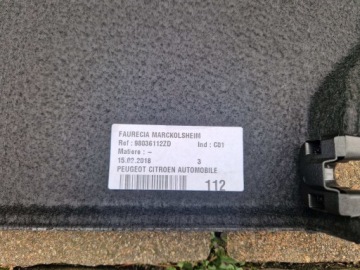 FAURECIA MARCKOLSHEIM
Ref : 98036112ZD Ind : C01
Matiere : -
15.02.2018 3
PEUGEOT CITROEN AUTOMOBILE
112